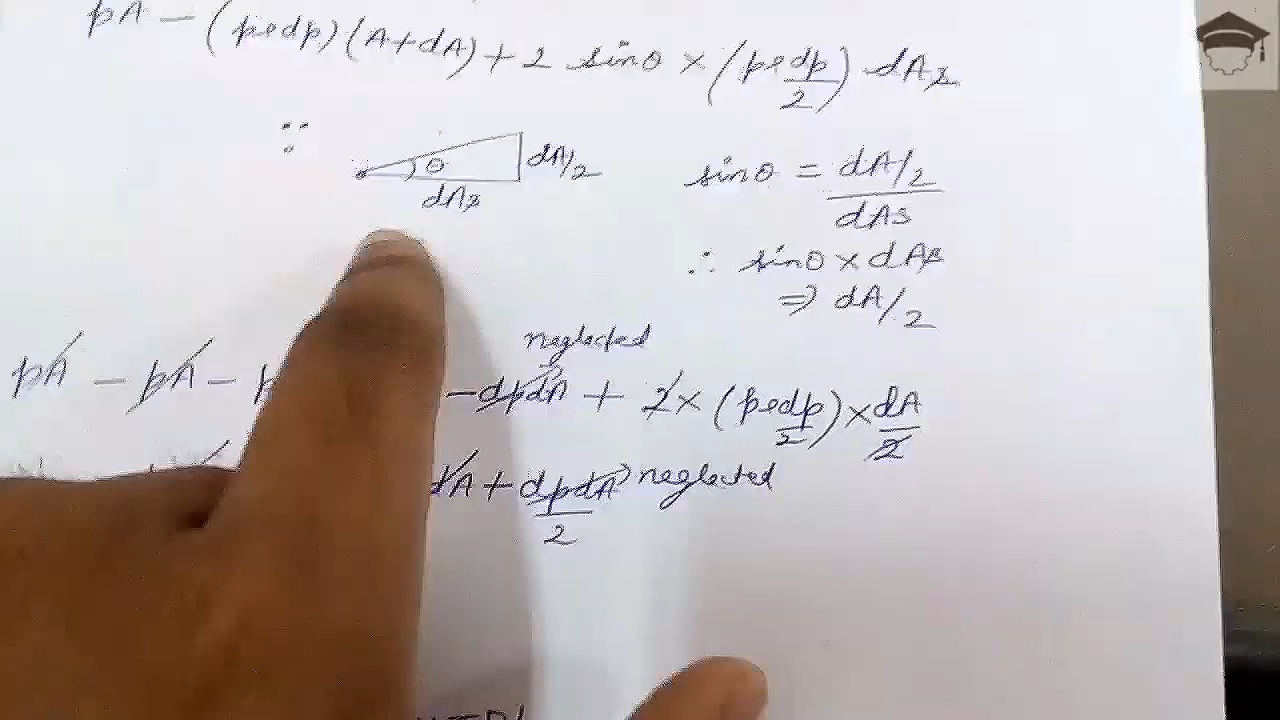 pA - (p+dp)(A+dA) + 2 sinθ × (p+dp/2) dAs
∵
θ
dA/2
dAs
sinθ = dA/2 / dAs
∴ sinθ × dAs
⇒ dA/2
neglected
pA - pA - p
- dpdA + 2 × (p+dp/2) × dA/2
dA + dpdA/2 neglected